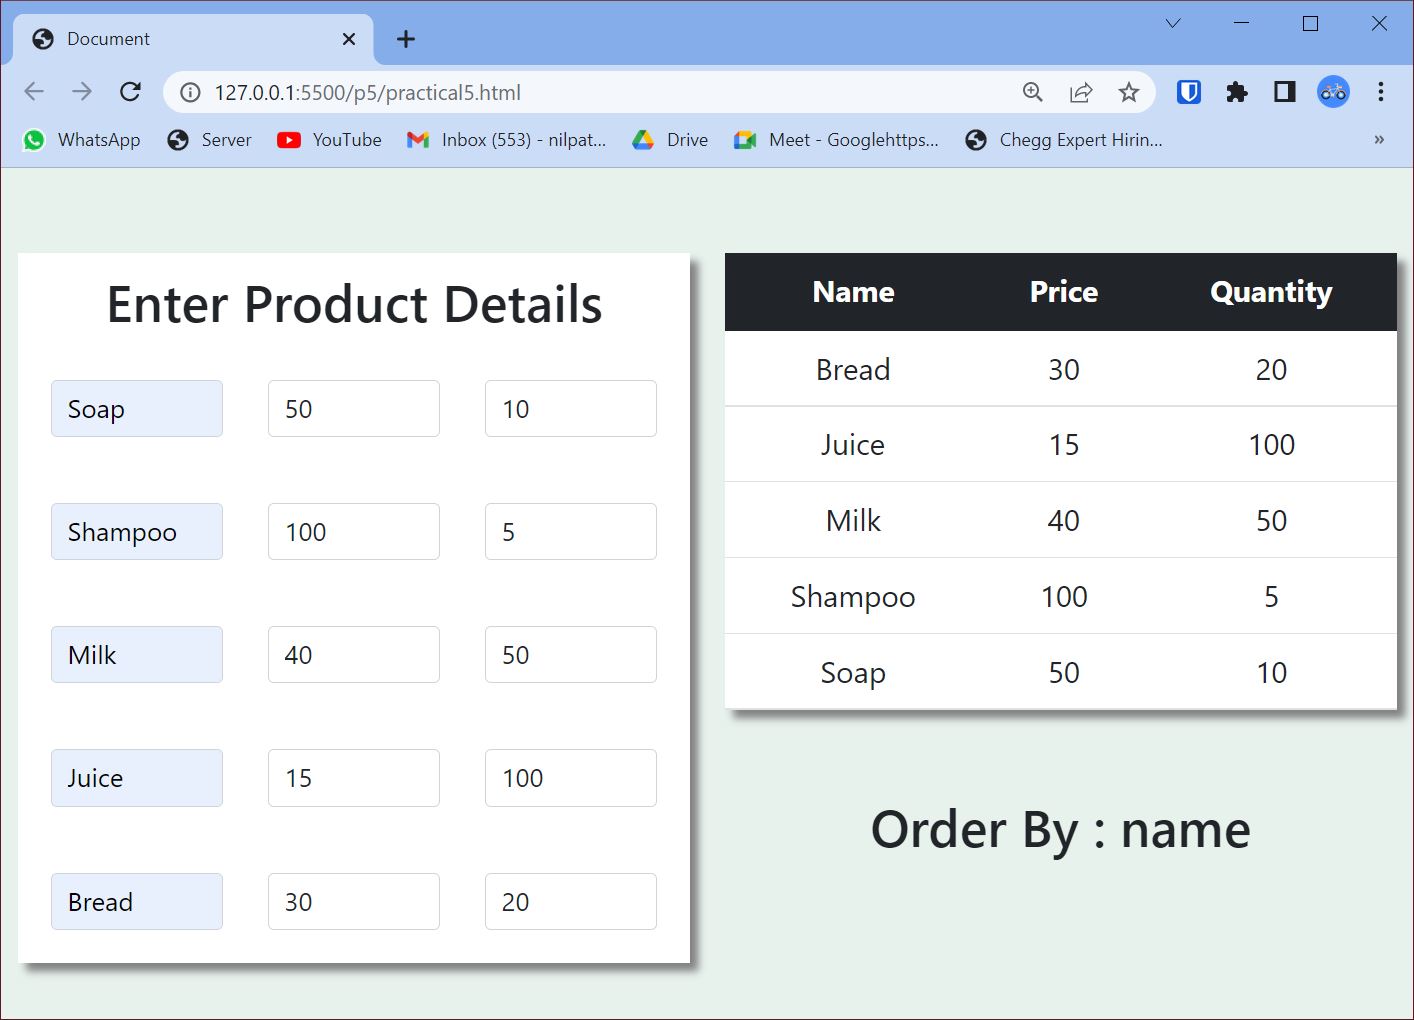 Document
127.0.0.1:5500/p5/practical5.html
WhatsApp Server YouTube Inbox (553) - nilpat... Drive Meet - Googlehttps... Chegg Expert Hirin... »
Enter Product Details
Soap 50 10
Shampoo 100 5
Milk 40 50
Juice 15 100
Bread 30 20
Name Price Quantity
Bread 30 20
Juice 15 100
Milk 40 50
Shampoo 100 5
Soap 50 10
Order By : name